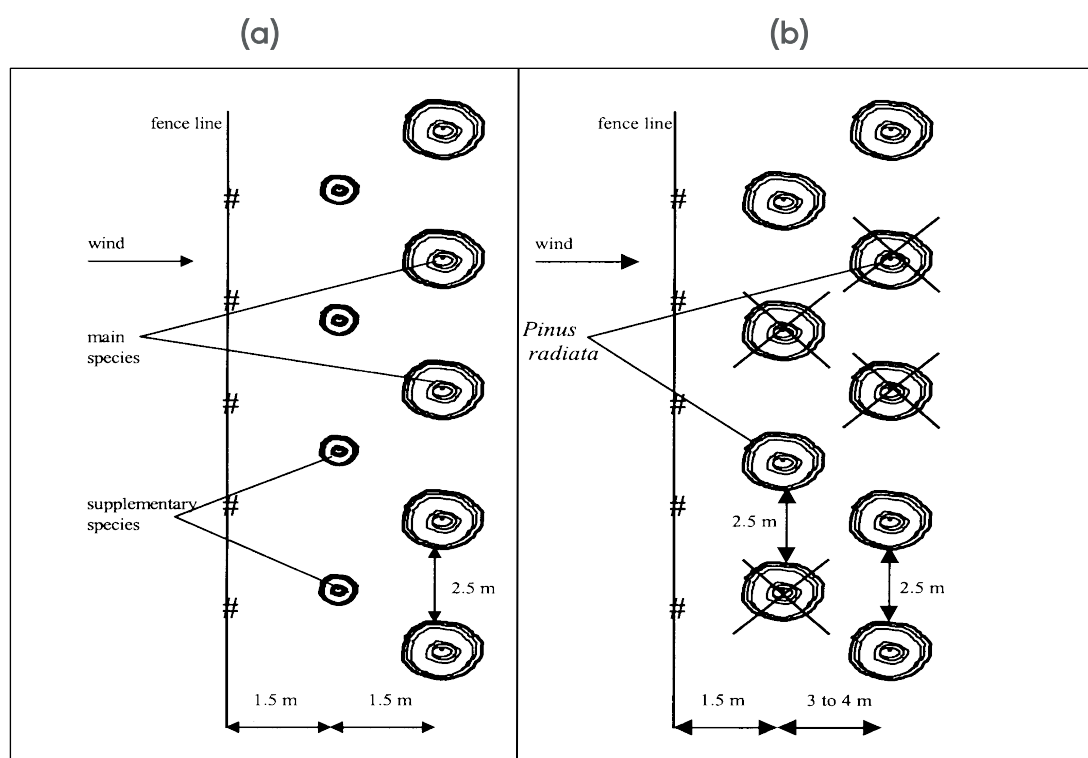 (a)
fence line
wind
main
species
supplementary
species
2.5 m
1.5 m
1.5 m
(b)
fence line
wind
Pinus
radiata
2.5 m
2.5 m
1.5 m
3 to 4 m